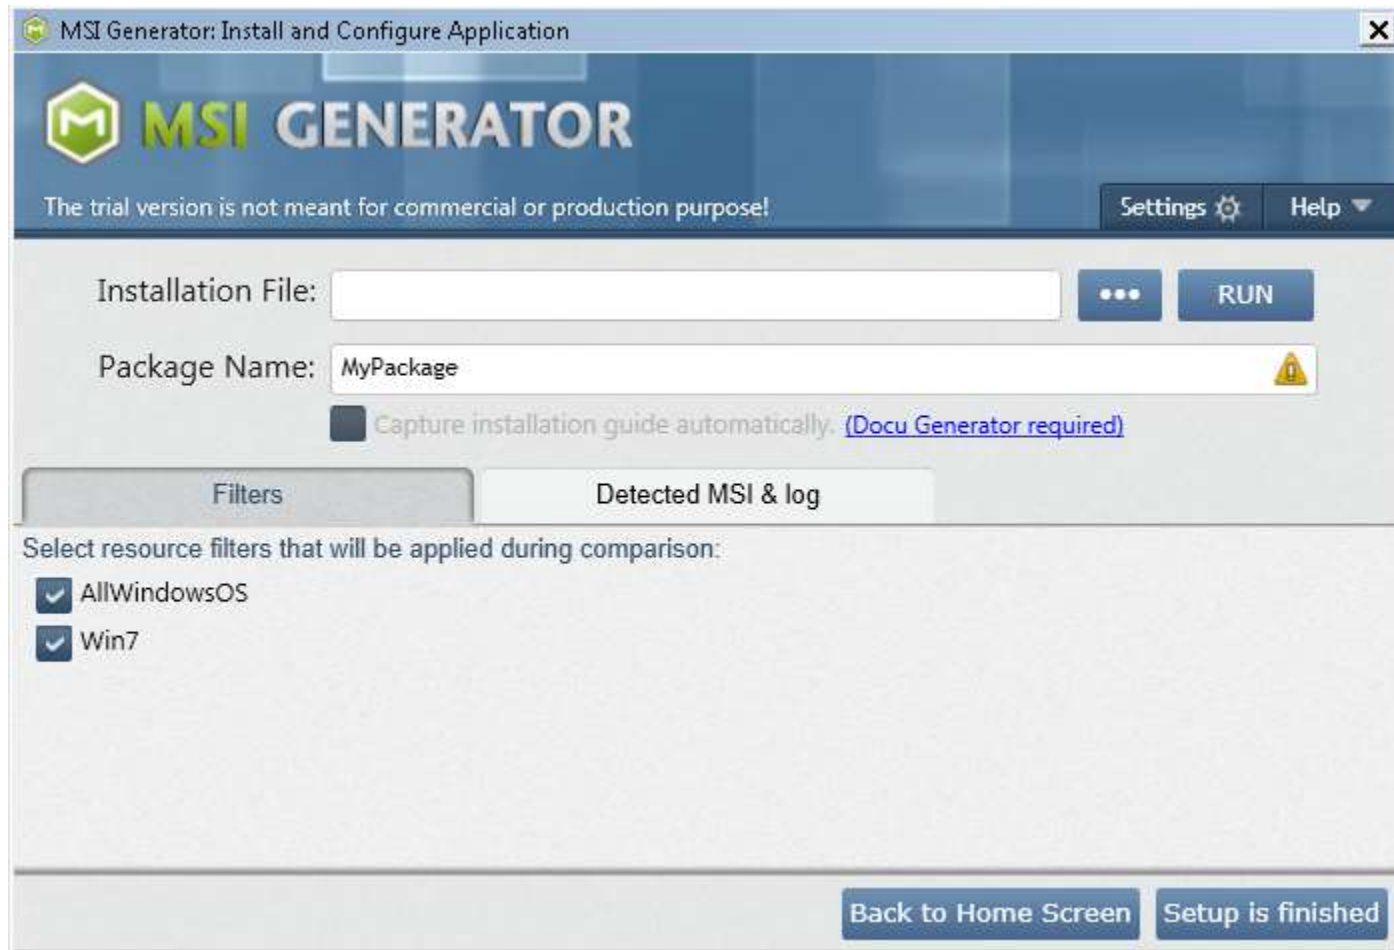 MSI Generator: Install and Configure Application
MSI GENERATOR
The trial version is not meant for commercial or production purpose!
Settings Help
Installation File: ••• RUN
Package Name: MyPackage
Capture installation guide automatically. (Docu Generator required)
Filters Detected MSI & log
Select resource filters that will be applied during comparison:
AllWindowsOS
Win7
Back to Home Screen Setup is finished